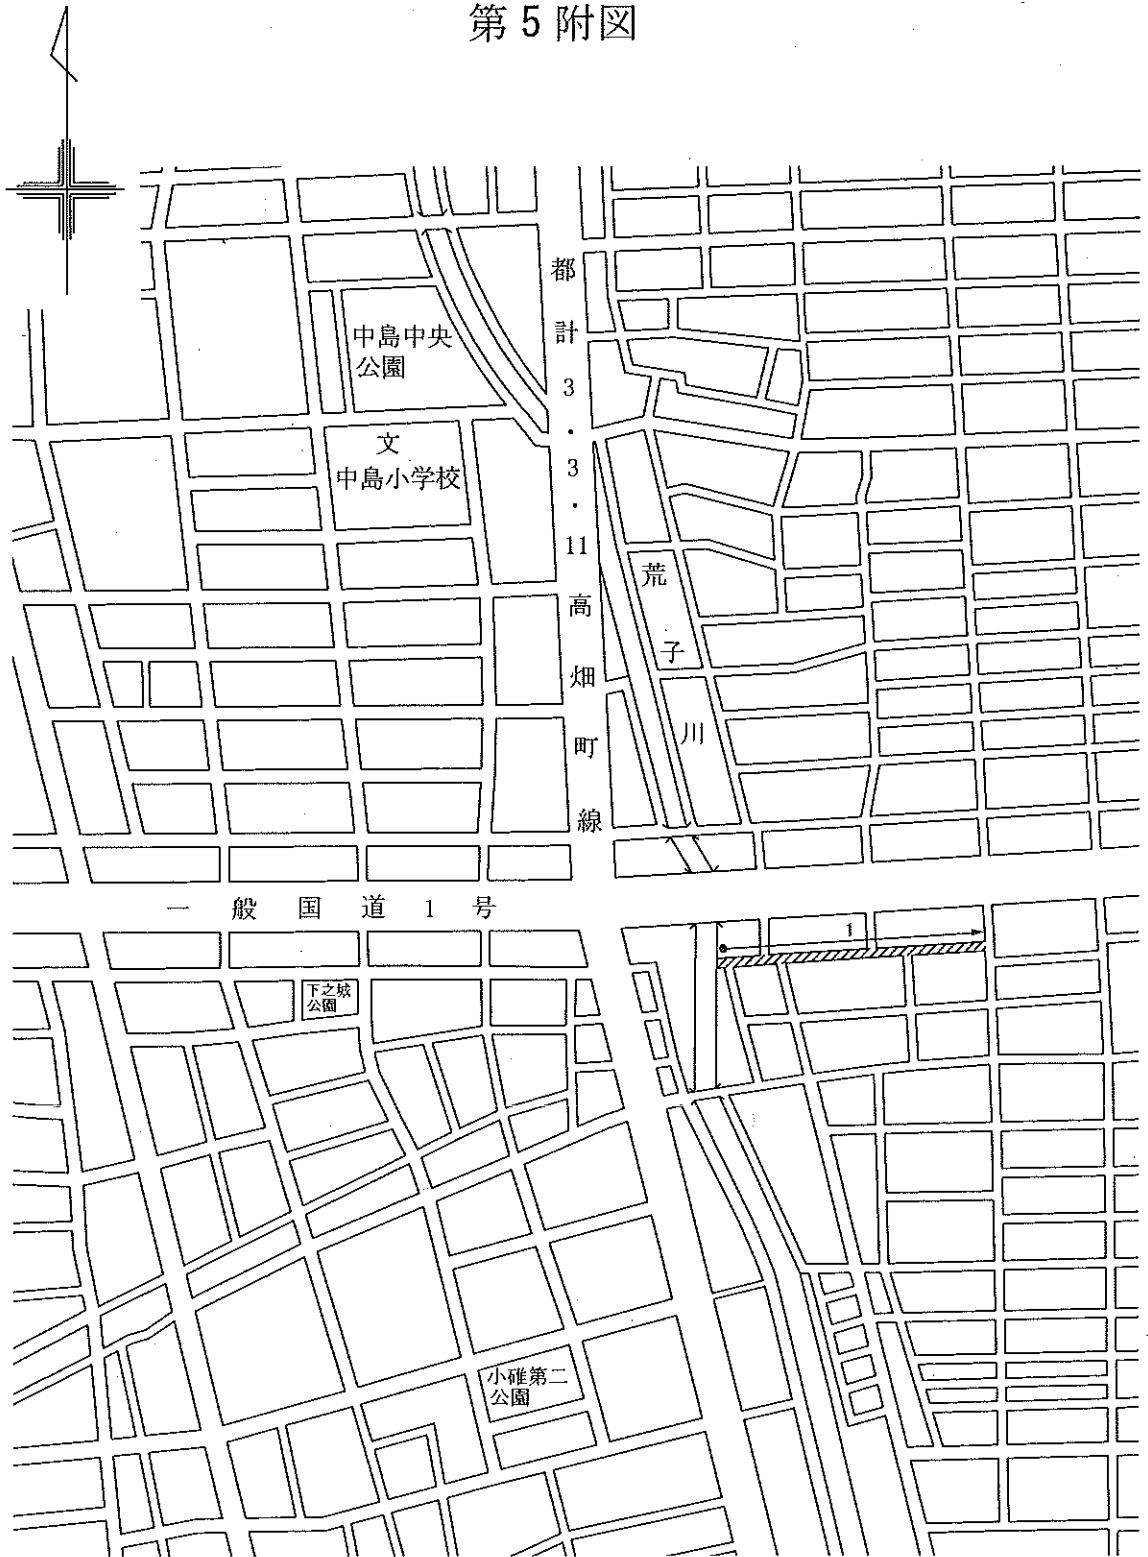 第5附図
都計3・3・11高畑町線
中島中央
公園
文
中島小学校
荒子川
一般国道1号
1
下之城
公園
小碓第二
公園